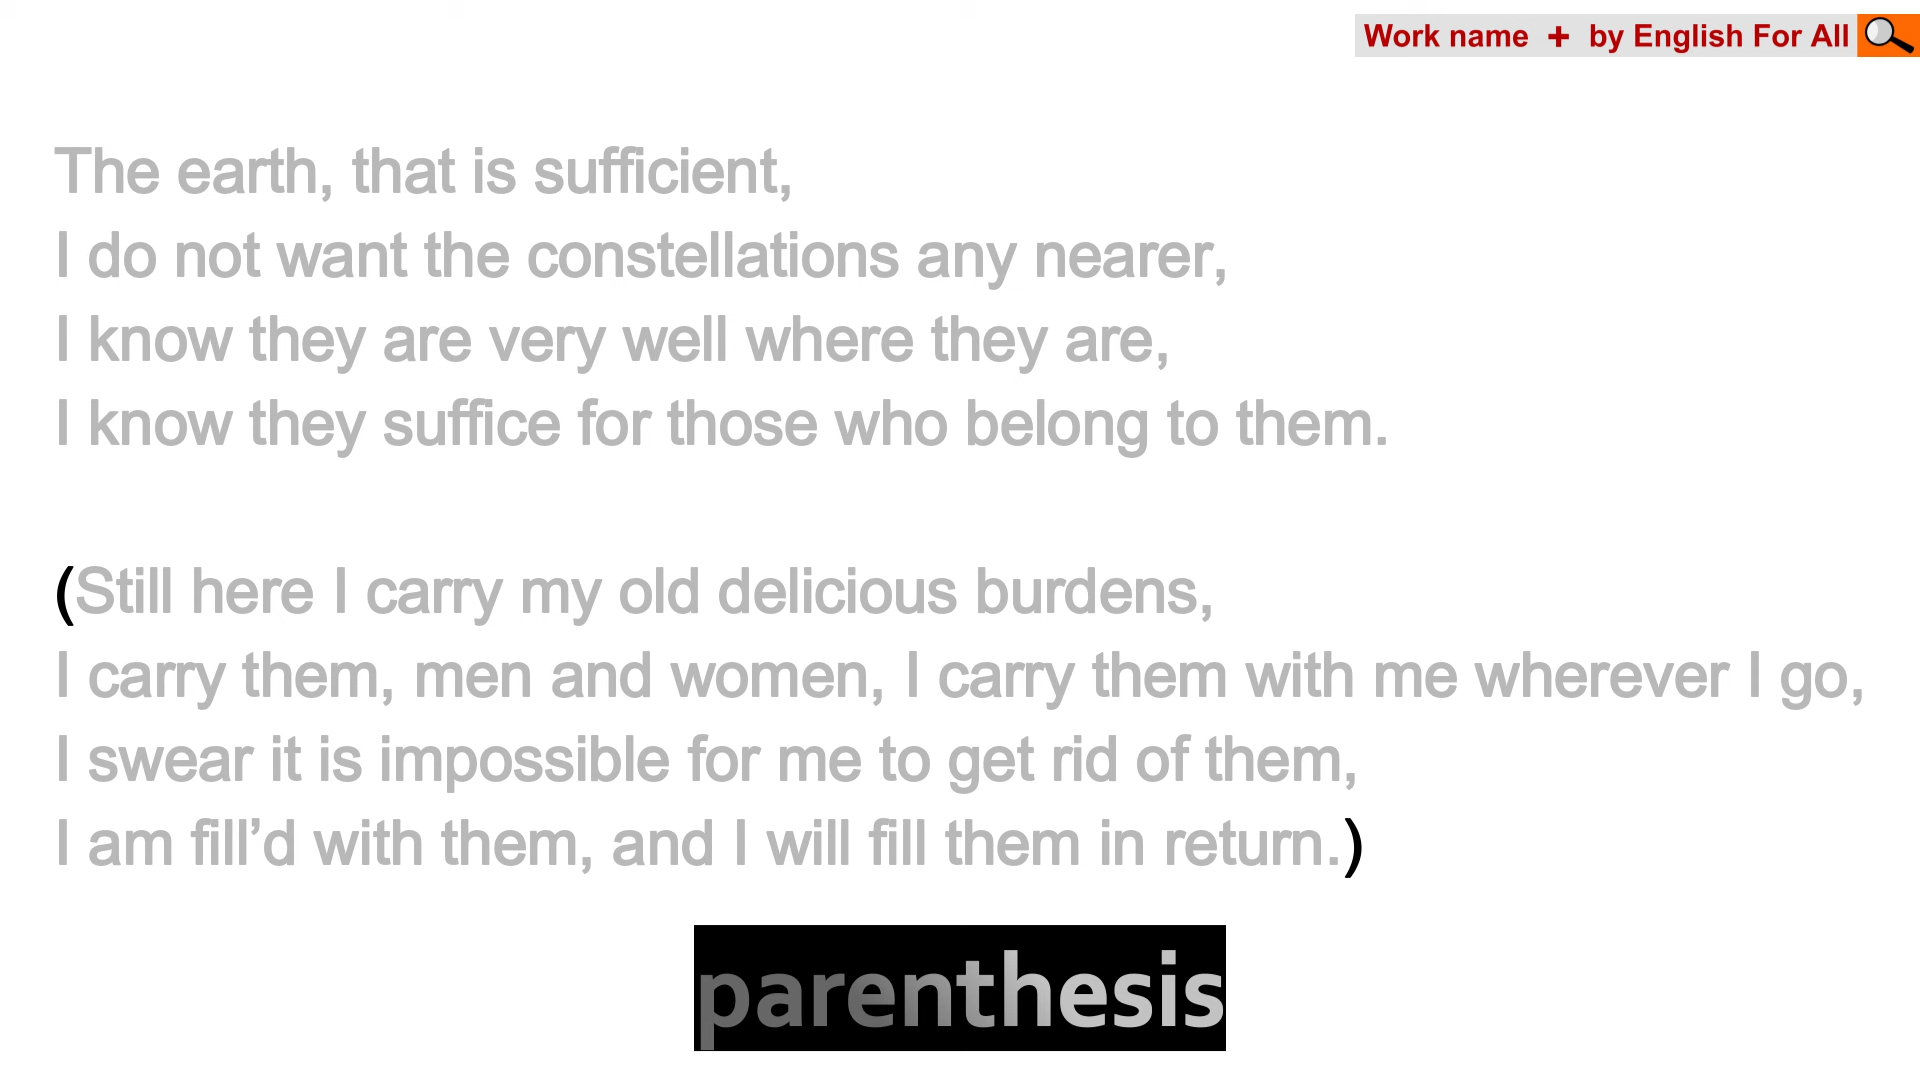 Work name + by English For All
The earth, that is sufficient,
I do not want the constellations any nearer,
I know they are very well where they are,
I know they suffice for those who belong to them.
(Still here I carry my old delicious burdens,
I carry them, men and women, I carry them with me wherever I go,
I swear it is impossible for me to get rid of them,
I am fill’d with them, and I will fill them in return.)
parenthesis